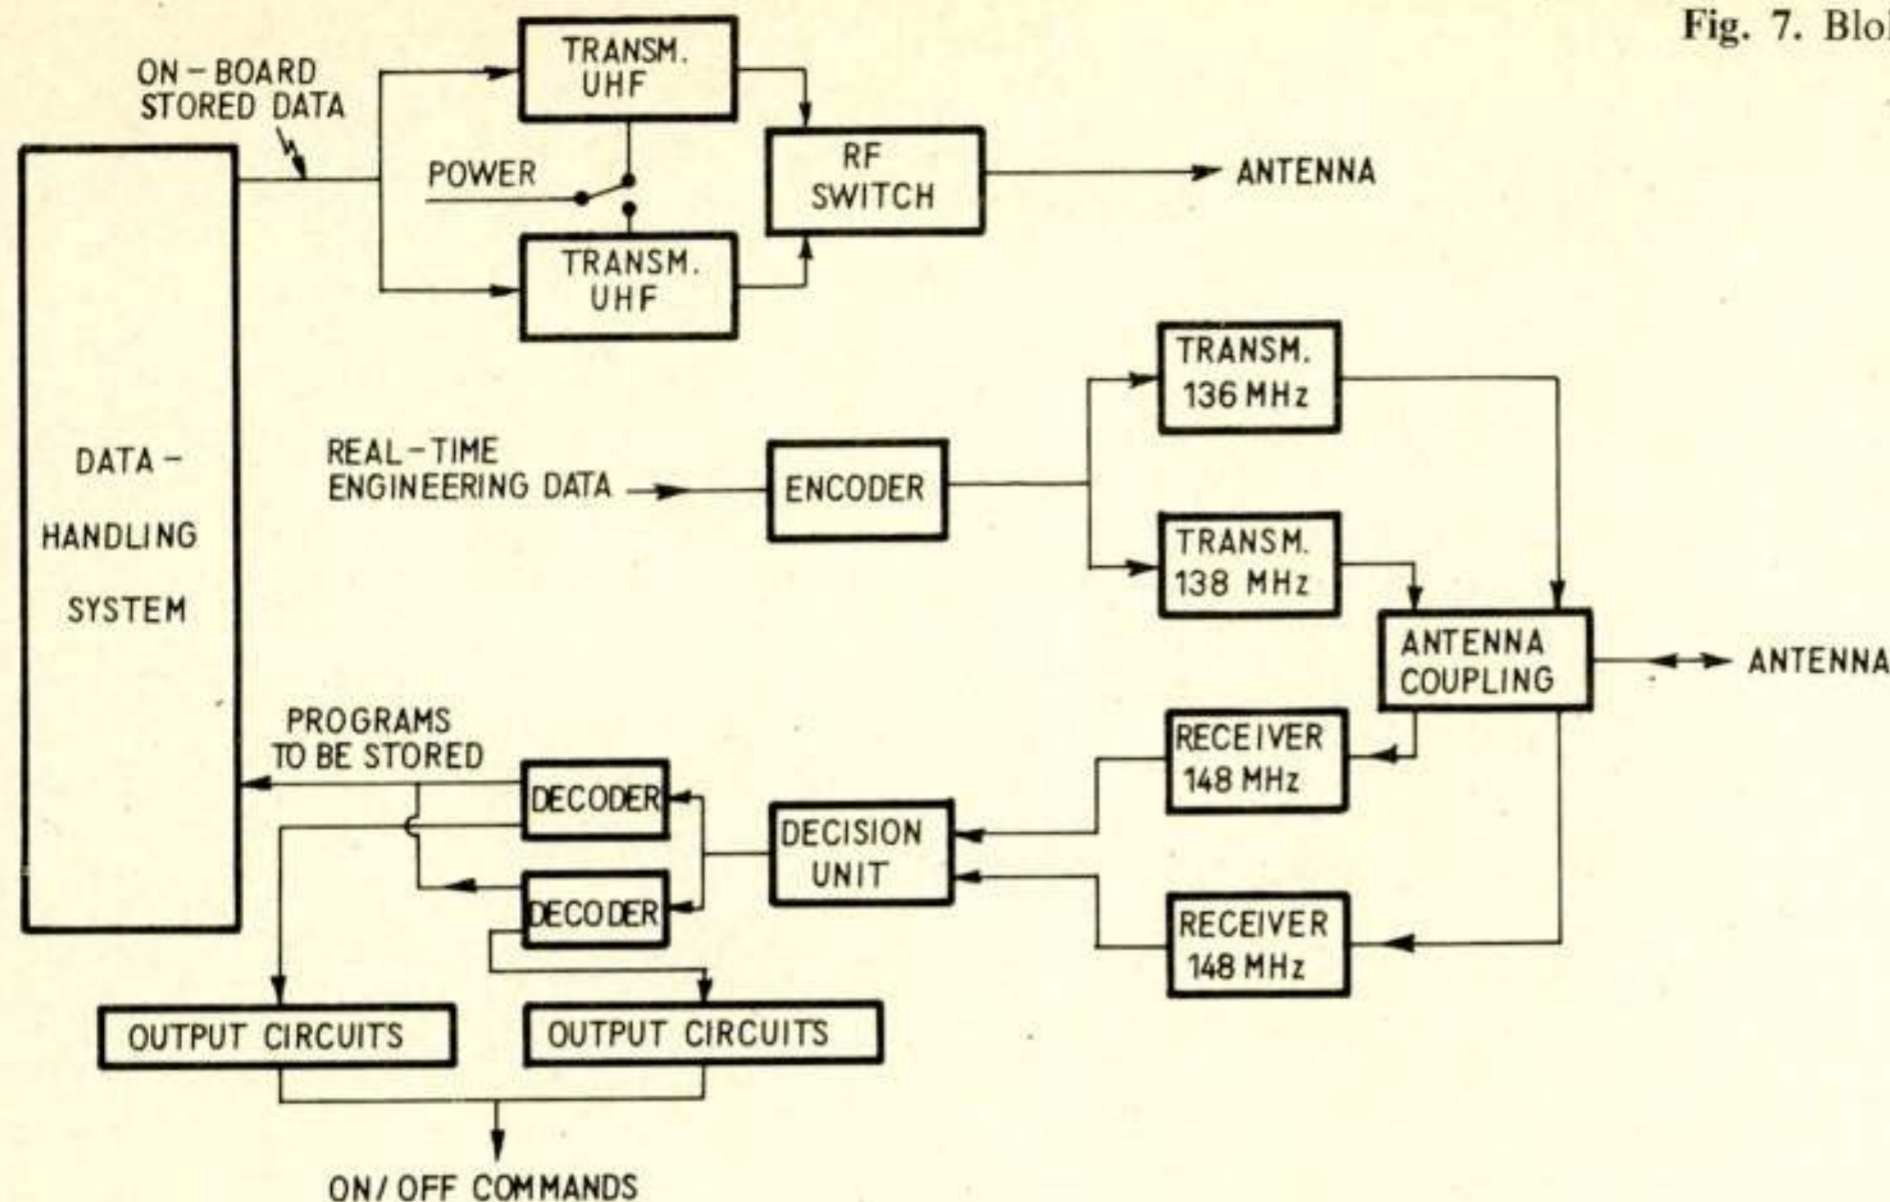 Fig. 7. Blo
ON-BOARD
STORED DATA
TRANSM.
UHF
POWER
RF
SWITCH
ANTENNA
TRANSM.
UHF
TRANSM.
136 MHz
DATA-
HANDLING
SYSTEM
REAL-TIME
ENGINEERING DATA
ENCODER
TRANSM.
138 MHz
ANTENNA
COUPLING
ANTENNA
PROGRAMS
TO BE STORED
RECEIVER
148 MHz
DECODER
DECISION
UNIT
DECODER
RECEIVER
148 MHz
OUTPUT CIRCUITS
OUTPUT CIRCUITS
ON/OFF COMMANDS